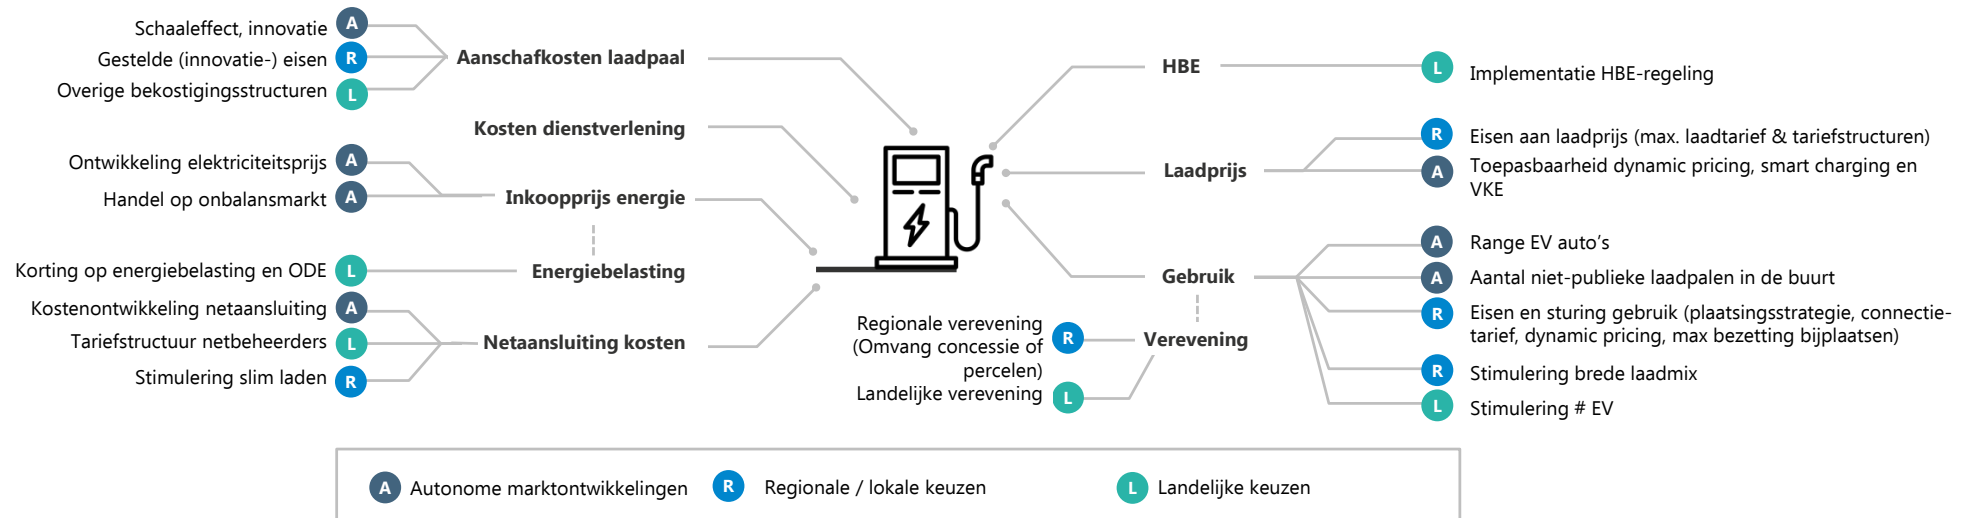 A
Schaaleffect, innovatie
R
Gestelde (innovatie-) eisen
L
Overige bekostigingsstructuren
Aanschafkosten laadpaal
Kosten dienstverlening
A
Ontwikkeling elektriciteitsprijs
A
Handel op onbalansmarkt
Inkoopprijs energie
L
Korting op energiebelasting en ODE
Energiebelasting
A
Kostenontwikkeling netaansluiting
L
Tariefstructuur netbeheerders
R
Stimulering slim laden
Netaansluiting kosten
HBE
L
Implementatie HBE-regeling
Laadprijs
R
Eisen aan laadprijs (max. laadtarief & tariefstructuren)
A
Toepasbaarheid dynamic pricing, smart charging en
VKE
Gebruik
A
Range EV auto's
A
Aantal niet-publieke laadpalen in de buurt
R
Eisen en sturing gebruik (plaatsingsstrategie, connectie-
tarief, dynamic pricing, max bezetting bijplaatsen)
R
Stimulering brede laadmix
L
Stimulering # EV
Verevening
Regionale verevening
(Omvang concessie of
percelen)
R
Landelijke verevening
L
A Autonome marktontwikkelingen
R Regionale / lokale keuzen
L Landelijke keuzen